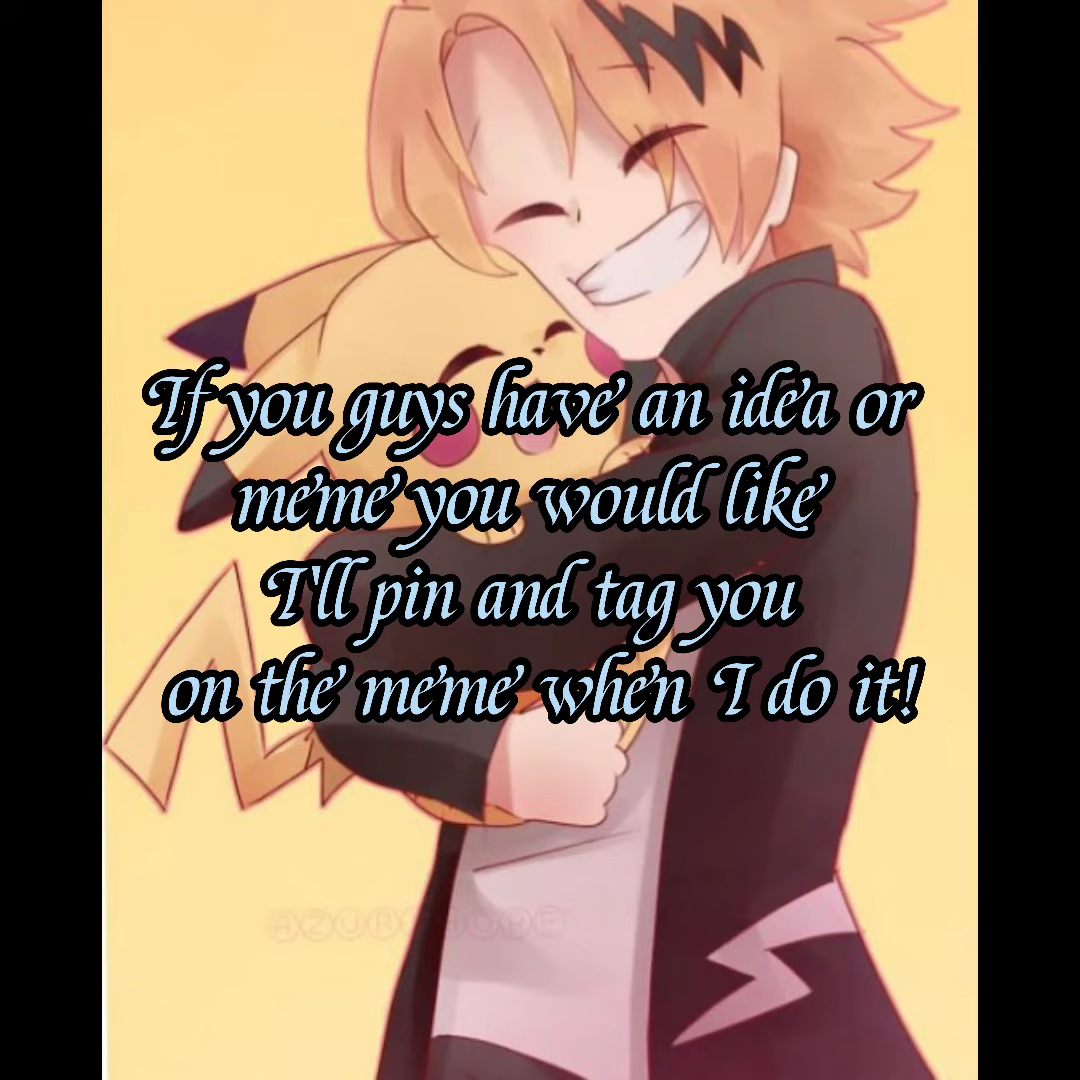 If you guys have an idea or
meme you would like
I'll pin and tag you
on the meme when I do it!